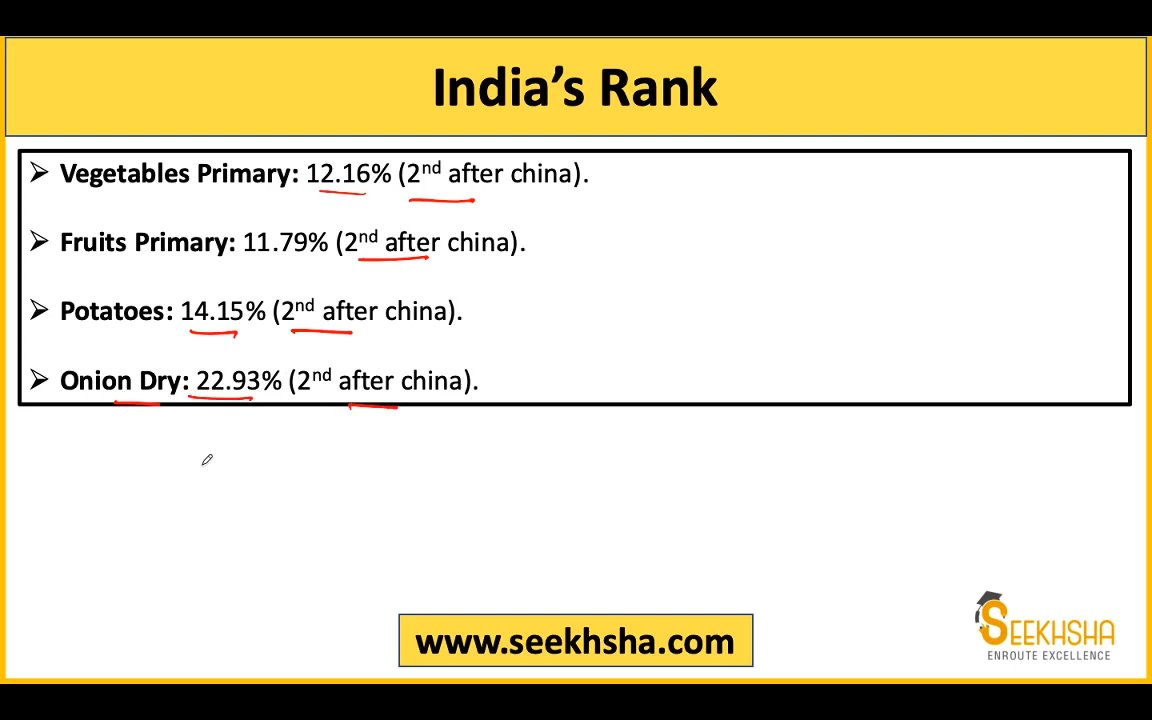 India’s Rank
➢ Vegetables Primary: 12.16% (2nd after china).
➢ Fruits Primary: 11.79% (2nd after china).
➢ Potatoes: 14.15% (2nd after china).
➢ Onion Dry: 22.93% (2nd after china).
www.seekhsha.com
SEEKHSHA
ENROUTE EXCELLENCE